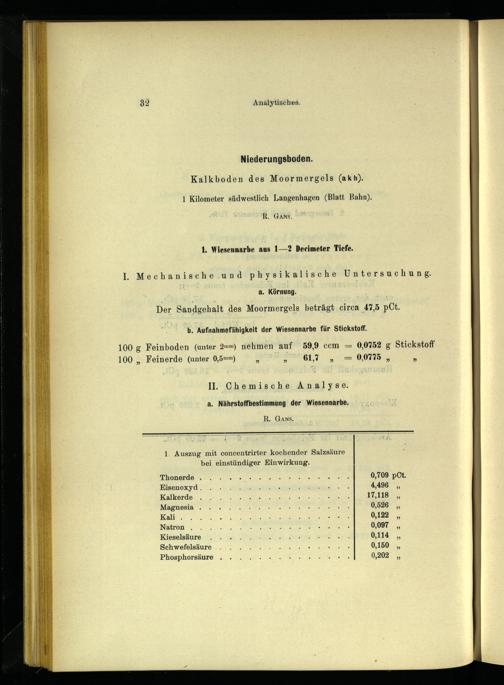 32 Analytisches.
Niederungsboden.
Kalkboden des Moormergels (akh).
1 Kilometer südwestlich Langenhagen (Blatt Bahn).
R. Gans.
1. Wiesennarbe aus 1—2 Decimeter Tiefe.
I. Mechanische und physikalische Untersuchung.
a. Körnung.
Der Sandgehalt des Moormergels beträgt circa 47,5 pCt.
b. Aufnahmefähigkeit der Wiesennarbe für Stickstoff.
100 g Feinboden (unter 2mm) nehmen auf 59,9 ccm = 0,0752 g Stickstoff
100 „ Feinerde (unter 0,5mm) „ „ 61,7 „ = 0,0775 „ „
II. Chemische Analyse.
a. Nährstoffbestimmung der Wiesennarbe.
R. Gans.
1. Auszug mit concentrirter kochender Salzsäure
bei einstündiger Einwirkung.
Thonerde . . . . . . . . . . . . . . . . 0,709 pCt.
Eisenoxyd . . . . . . . . . . . . . . . . 4,496 „
Kalkerde . . . . . . . . . . . . . . . . 17,118 „
Magnesia . . . . . . . . . . . . . . . . 0,526 „
Kali . . . . . . . . . . . . . . . . . . 0,122 „
Natron . . . . . . . . . . . . . . . . . 0,097 „
Kieselsäure . . . . . . . . . . . . . . . 0,114 „
Schwefelsäure . . . . . . . . . . . . . . 0,150 „
Phosphorsäure . . . . . . . . . . . . . . 0,202 „